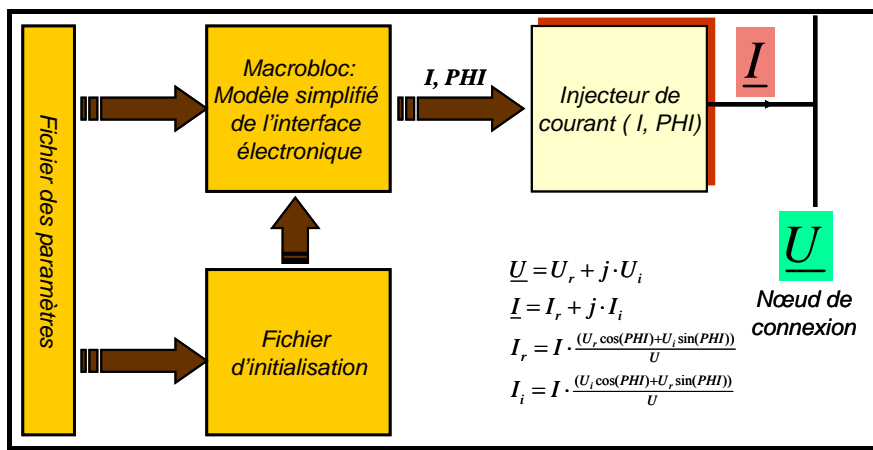 Fichier des paramètres
Macrobloc:
Modèle simplifié
de l'interface
électronique
I, PHI
Injecteur de
courant ( I, PHI)
I
U
Nœud de
connexion
Fichier
d'initialisation
U = U_r + j·U_i
I = I_r + j·I_i
I_r = I · (U_r cos(PHI)+U_i sin(PHI))/U
I_i = I · (U_i cos(PHI)+U_r sin(PHI))/U